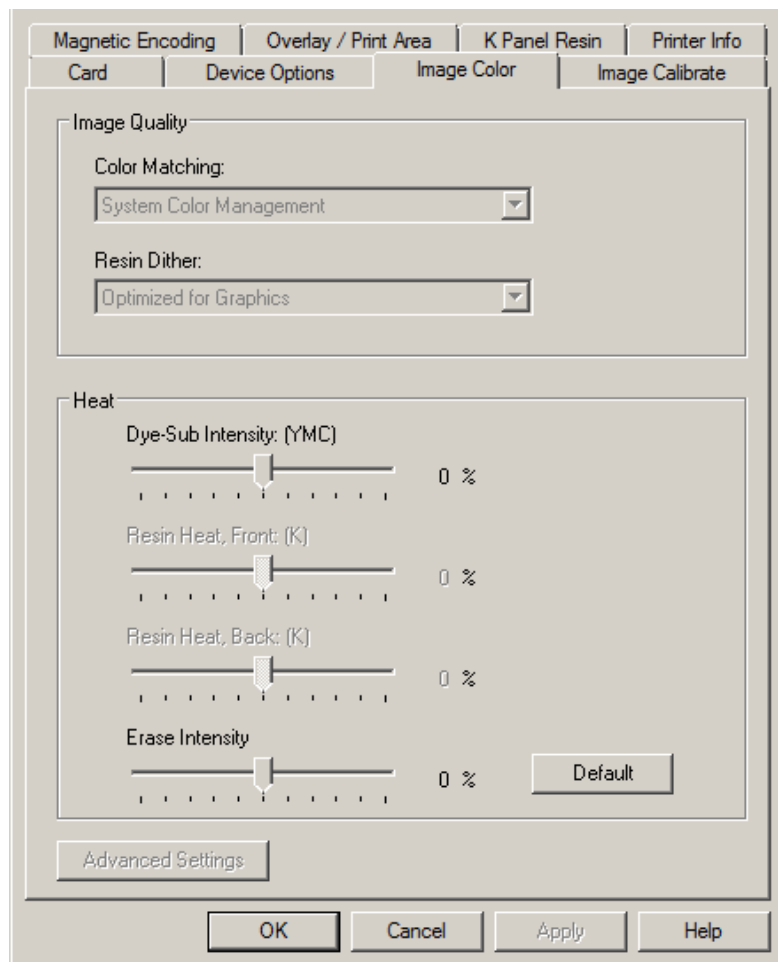 Magnetic Encoding Overlay / Print Area K Panel Resin Printer Info
Card Device Options Image Color Image Calibrate
Image Quality
Color Matching:
System Color Management
Resin Dither:
Optimized for Graphics
Heat
Dye-Sub Intensity: (YMC)
0 %
Resin Heat, Front: (K)
0 %
Resin Heat, Back: (K)
0 %
Erase Intensity
0 % Default
Advanced Settings
OK Cancel Apply Help